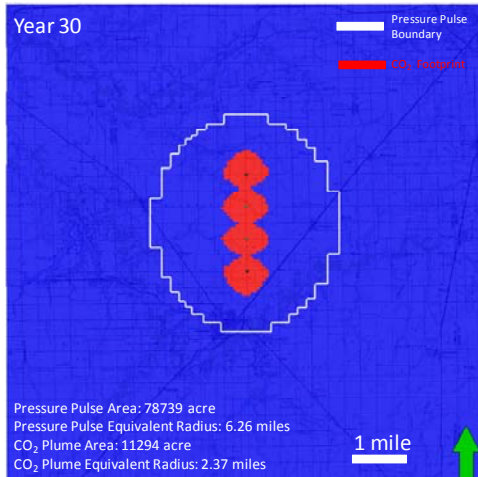 Year 30
Pressure Pulse
Boundary
CO₂ Footprint
Pressure Pulse Area: 78739 acre
Pressure Pulse Equivalent Radius: 6.26 miles
CO₂ Plume Area: 11294 acre
CO₂ Plume Equivalent Radius: 2.37 miles
1 mile